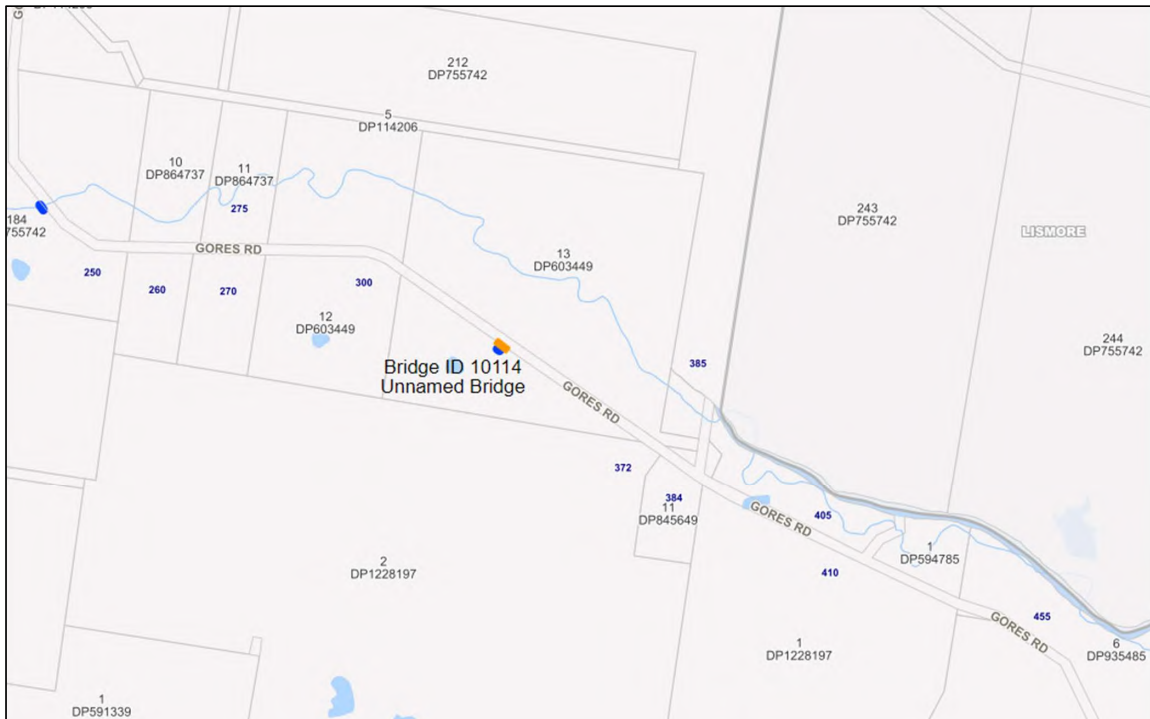 212
DP755742
5
DP114206
10
DP864737
11
DP864737
275
243
DP755742
LISMORE
184
755742
GORES RD
13
DP603449
250
260
270
300
12
DP603449
244
DP755742
Bridge ID 10114
Unnamed Bridge
385
GORES RD
372
384
11
DP845649
GORES RD
405
1
DP594785
2
DP1228197
410
455
GORES RD
1
DP1228197
6
DP935485
1
DP591339